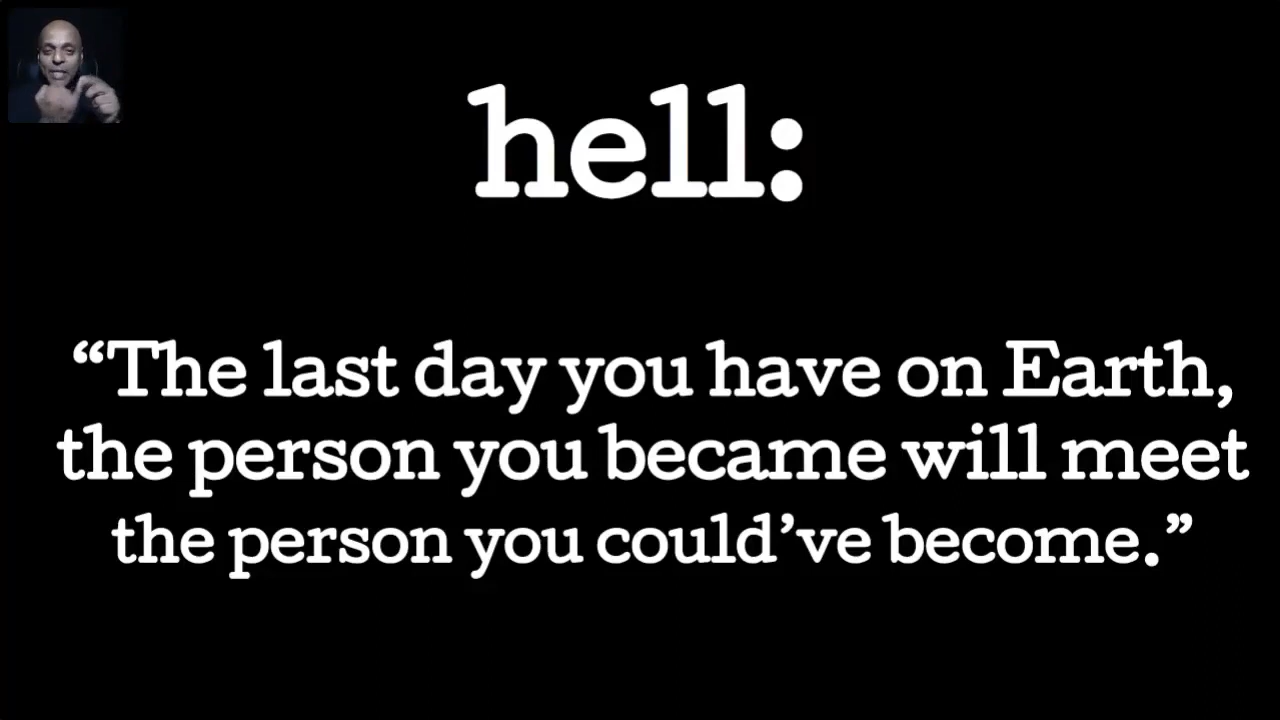 hell:
“The last day you have on Earth,
the person you became will meet
the person you could’ve become.”